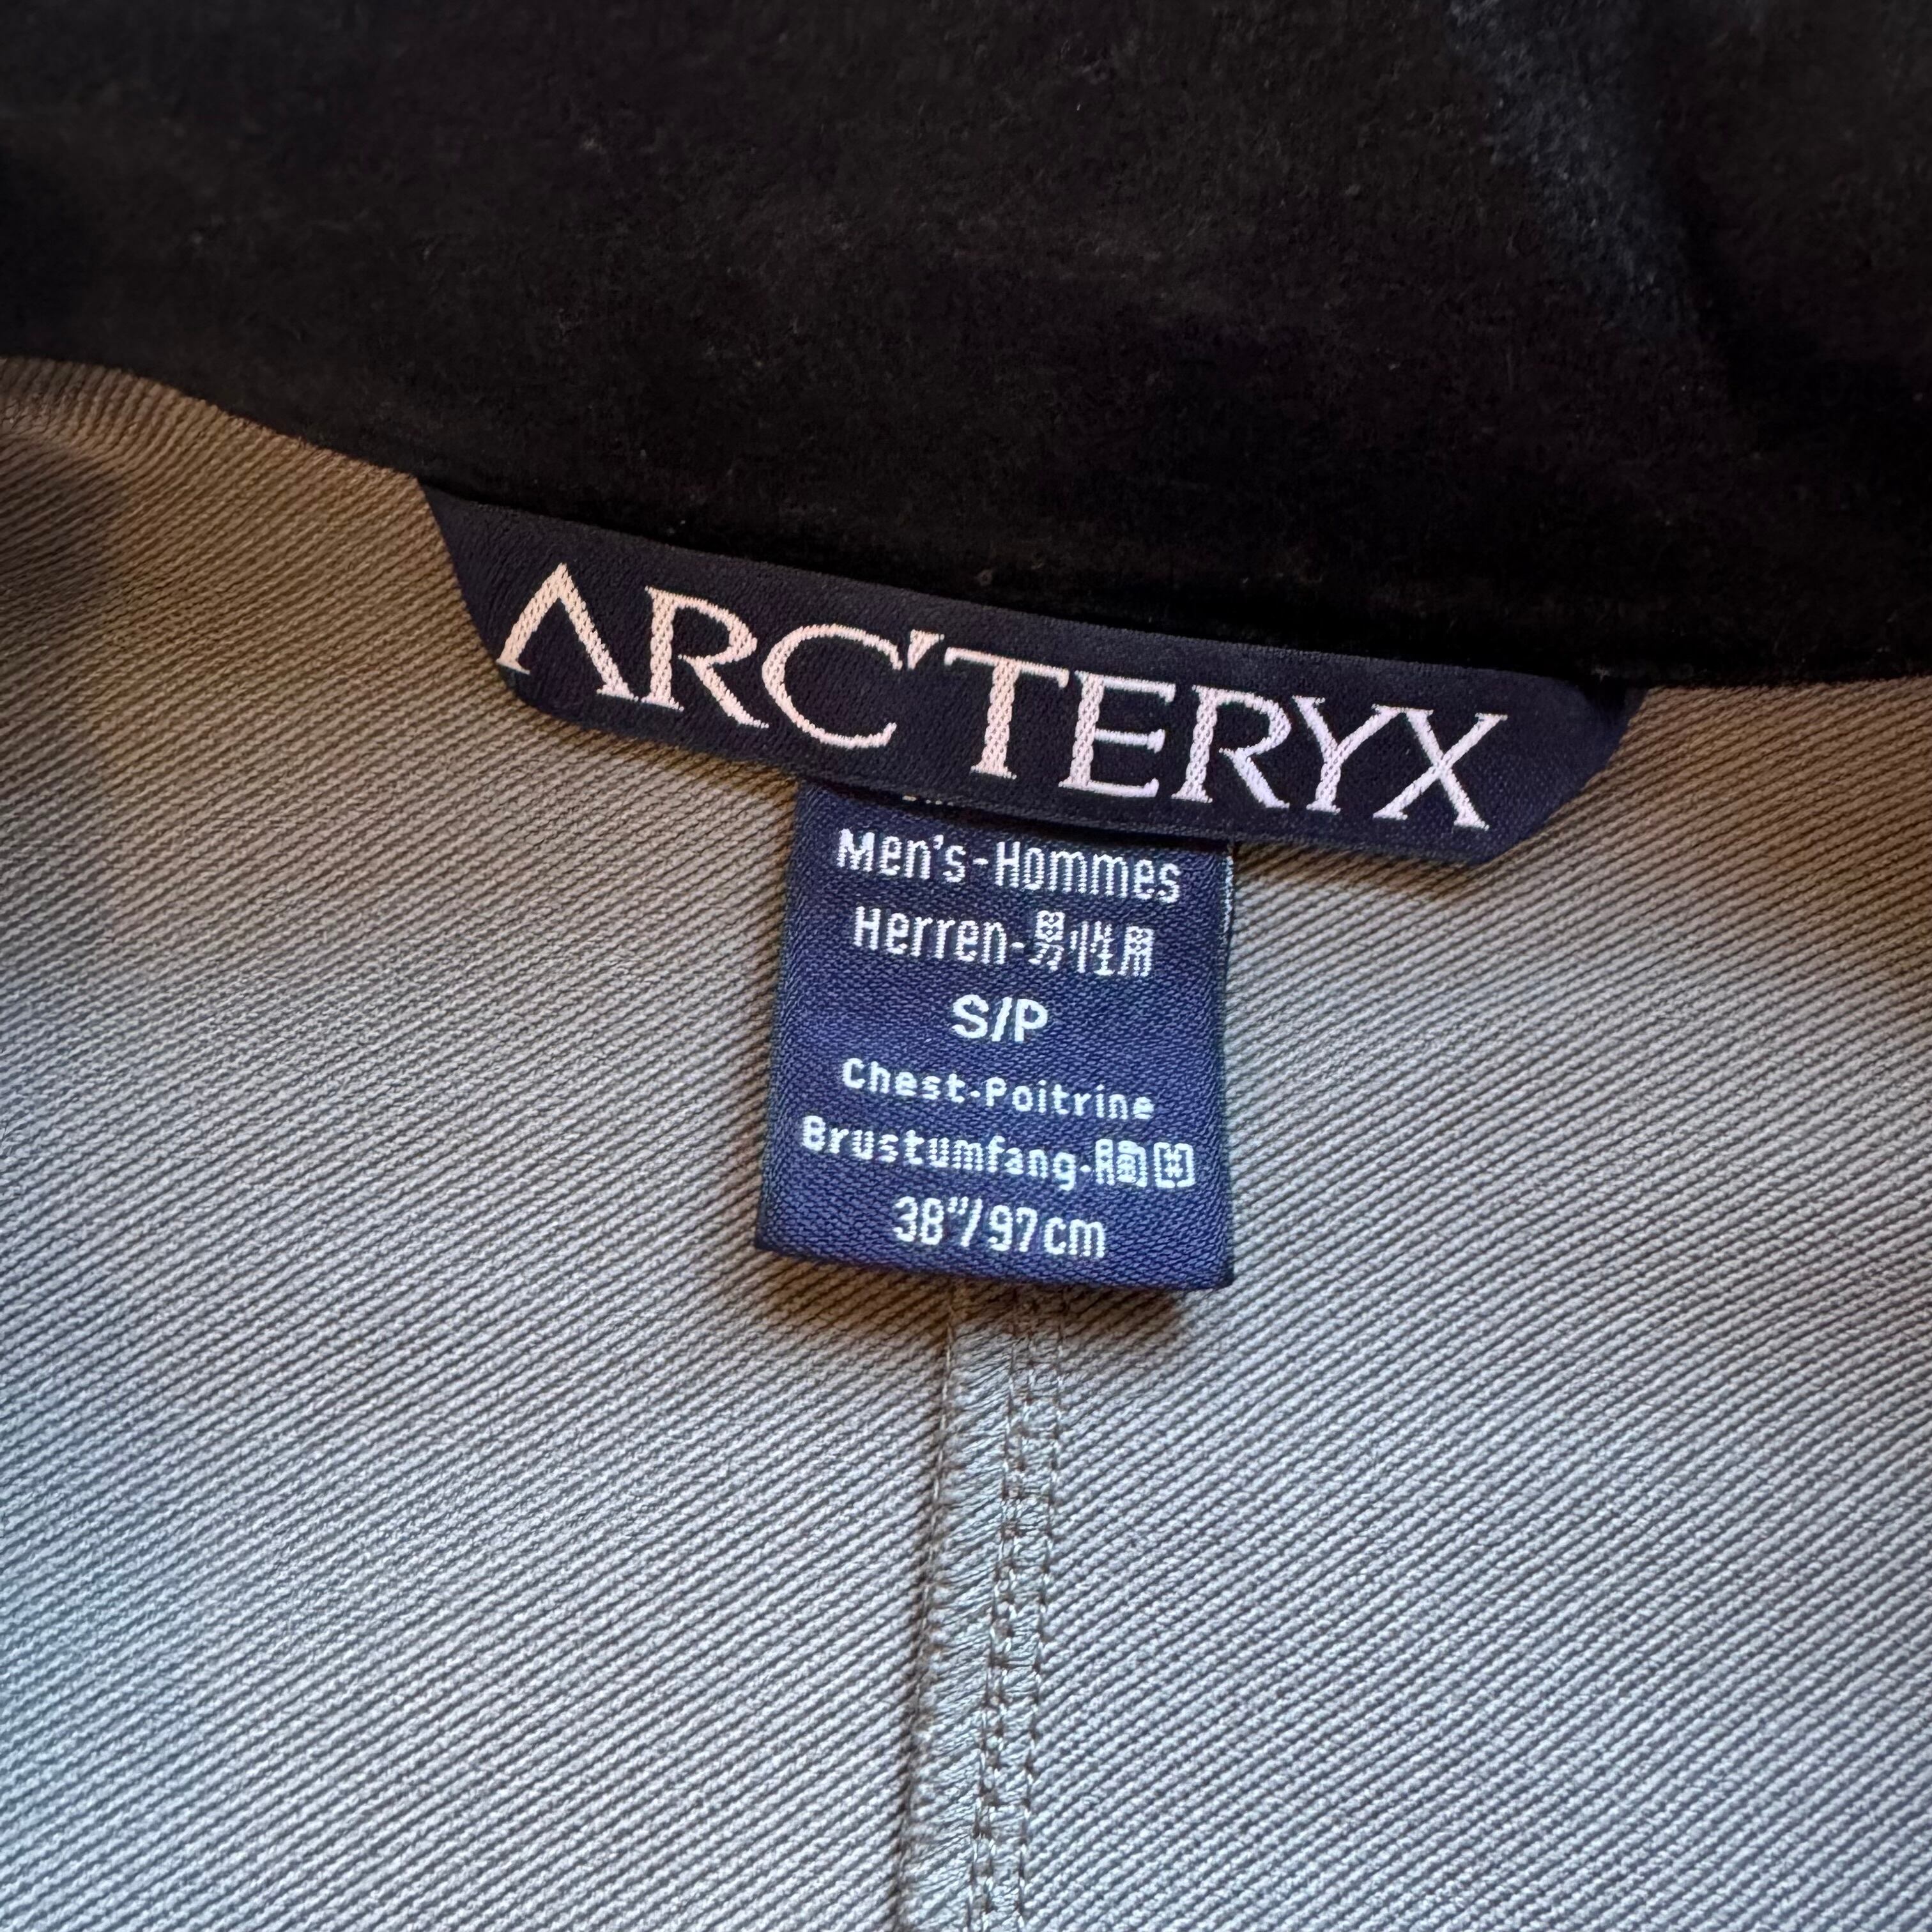 ARC'TERYX
Men's-Hommes
Herren-男性用
S/P
Chest-Poitrine
Brustumfang-胸囲
38"/97cm